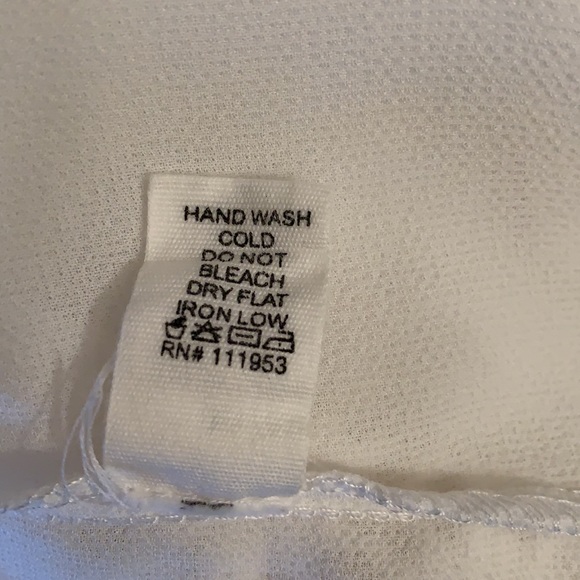 HAND WASH
COLD
DO NOT
BLEACH
DRY FLAT
IRON LOW
RN# 111953